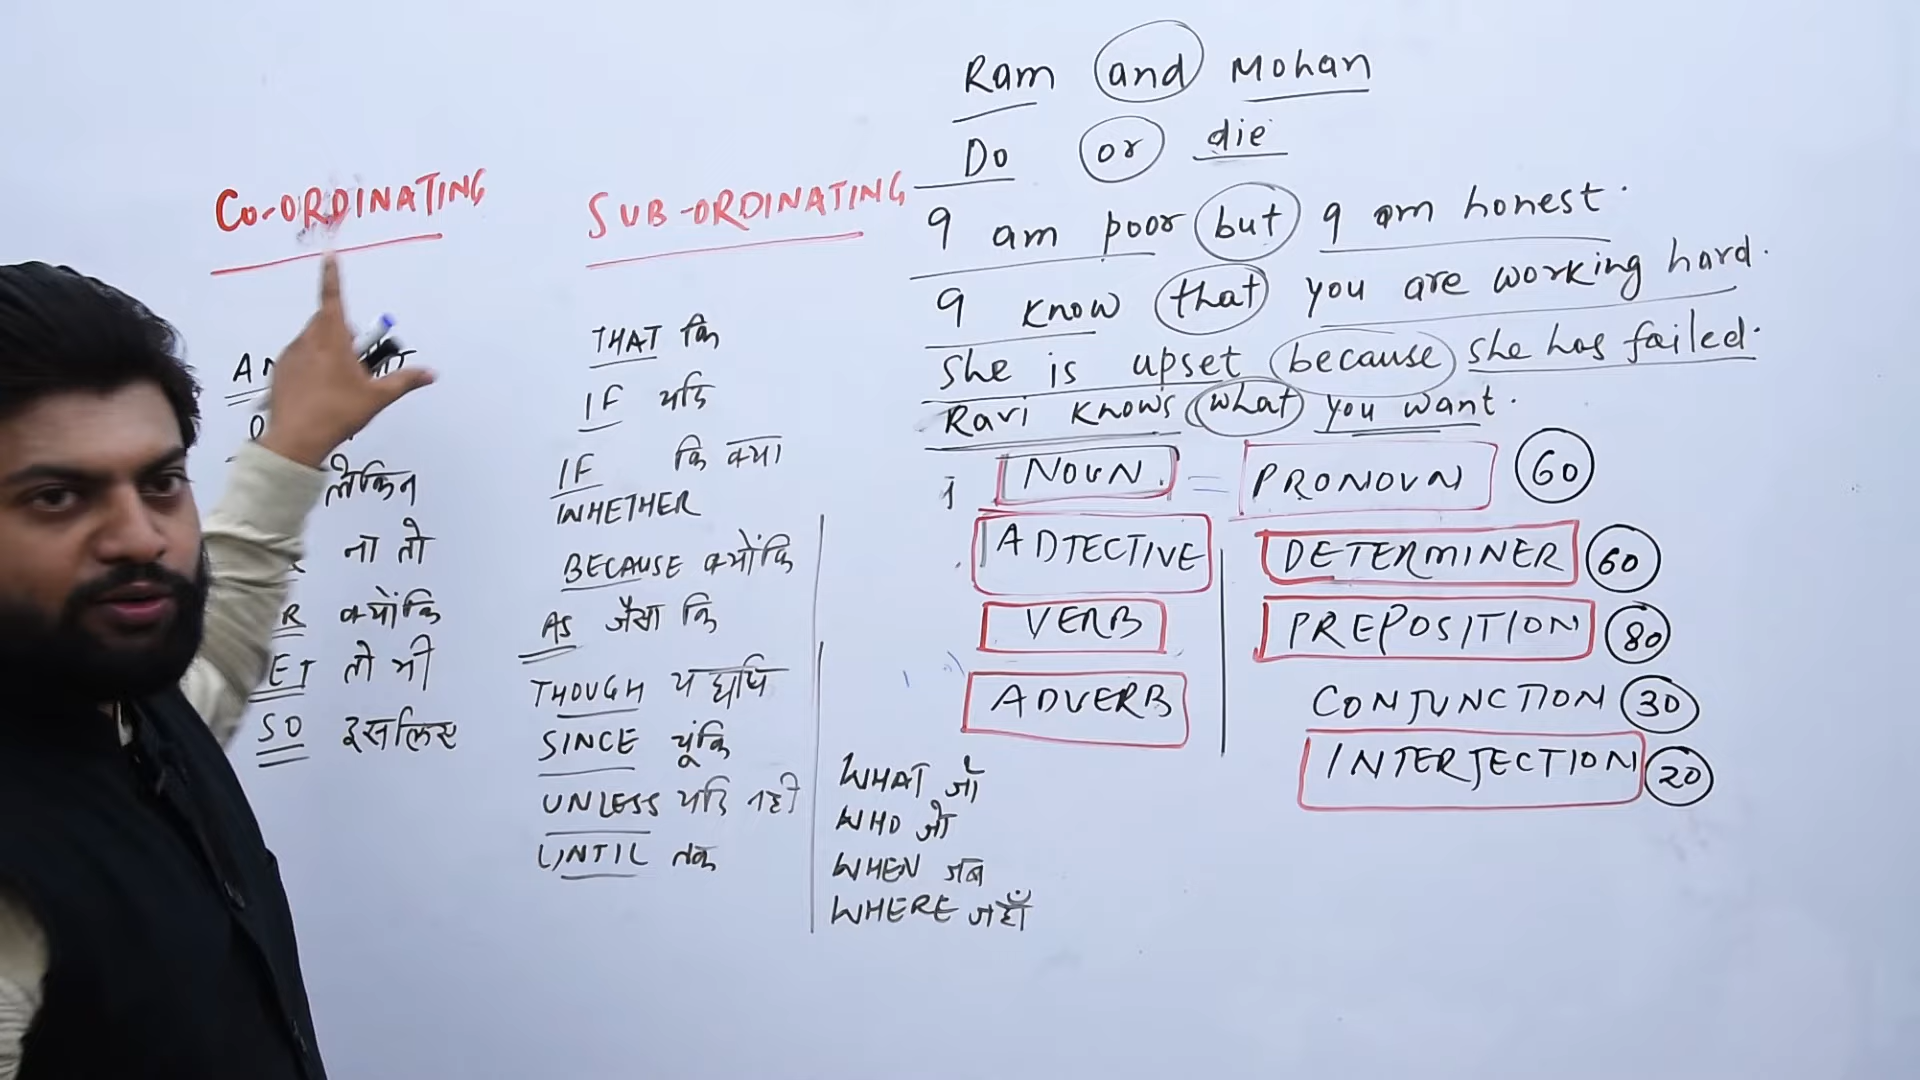 CO-ORDINATING
लेकिन
ना तो
क्योंकि
तो भी
SO इसलिए
SUB-ORDINATING
THAT कि
IF यदि
IF कि क्या
WHETHER
BECAUSE क्योंकि
AS जैसा कि
THOUGH यद्यपि
SINCE चूंकि
UNLESS यदि नहीं
UNTIL तक
WHAT जो
WHO जो
WHEN जब
WHERE जहाँ
Ram and Mohan
Do or die
9 am poor but 9 am honest.
9 know that you are working hard.
She is upset because she has failed.
Ravi knows what you want.
NOUN = PRONOUN 60
ADJECTIVE DETERMINER 60
VERB PREPOSITION 80
ADVERB CONJUNCTION 30
INTERJECTION 20